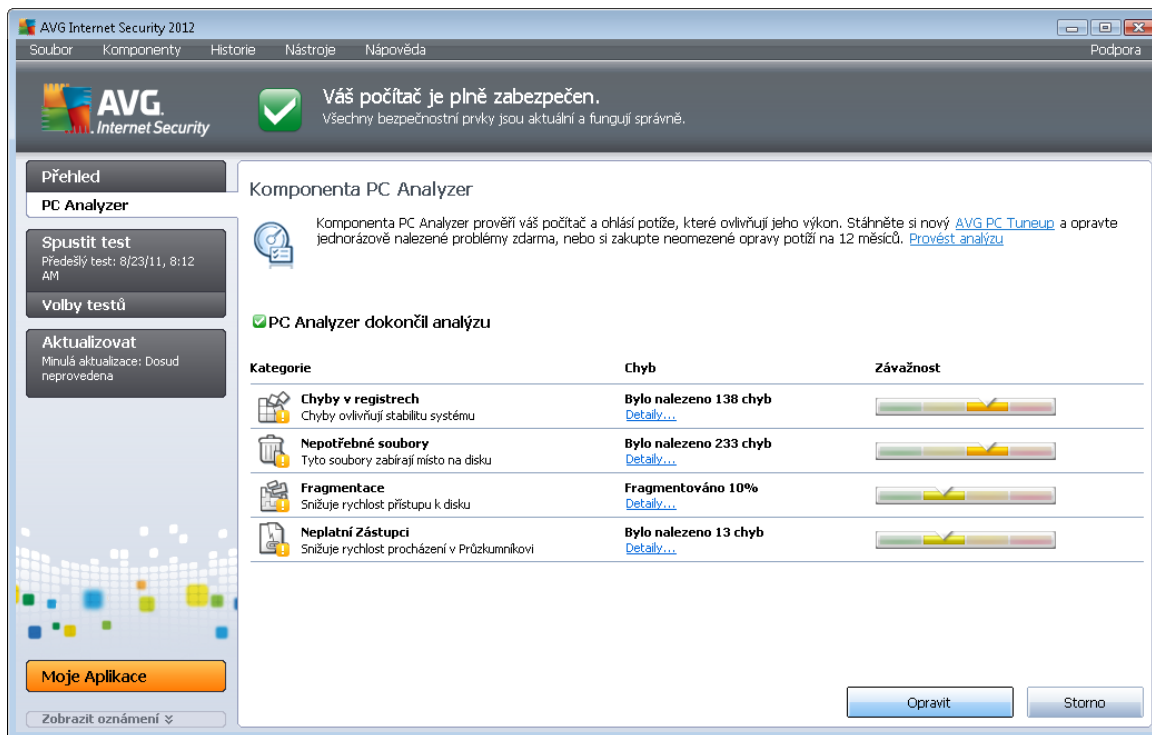 AVG Internet Security 2012
Soubor Komponenty Historie Nástroje Nápověda Podpora
AVG.
Internet Security
Váš počítač je plně zabezpečen.
Všechny bezpečnostní prvky jsou aktuální a fungují správně.
Přehled
PC Analyzer
Spustit test
Předešlý test: 8/23/11, 8:12
AM
Volby testů
Aktualizovat
Minulá aktualizace: Dosud
neprovedena
Moje Aplikace
Zobrazit oznámení
Komponenta PC Analyzer
Komponenta PC Analyzer prověří váš počítač a ohlásí potíže, které ovlivňují jeho výkon. Stáhněte si nový AVG PC Tuneup a opravte
jednorázově nalezené problémy zdarma, nebo si zakupte neomezené opravy potíží na 12 měsíců. Provést analýzu
PC Analyzer dokončil analýzu
Kategorie Chyb Závažnost
Chyby v registrech Bylo nalezeno 138 chyb
Chyby ovlivňují stabilitu systému Detaily...
Nepotřebné soubory Bylo nalezeno 233 chyb
Tyto soubory zabírají místo na disku Detaily...
Fragmentace Fragmentováno 10%
Snižuje rychlost přístupu k disku Detaily...
Neplatní Zástupci Bylo nalezeno 13 chyb
Snižuje rychlost procházení v Průzkumníkovi Detaily...
Opravit Storno